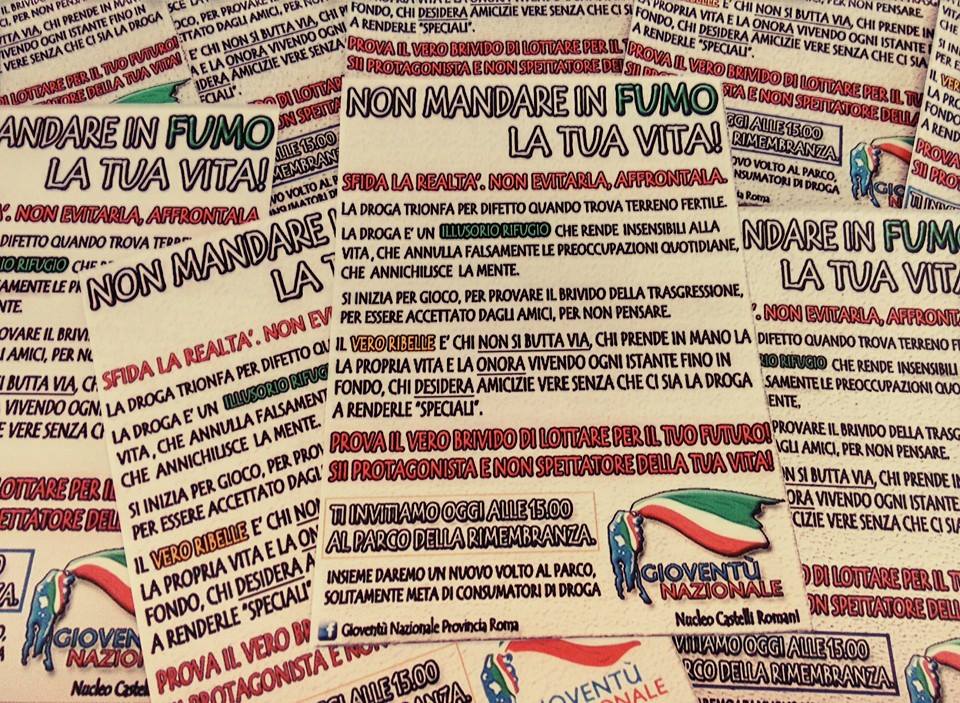 NON MANDARE IN FUMO
LA TUA VITA!
SFIDA LA REALTA'. NON EVITARLA, AFFRONTALA.
LA DROGA TRIONFA PER DIFETTO QUANDO TROVA TERRENO FERTILE.
LA DROGA E' UN ILLUSORIO RIFUGIO CHE RENDE INSENSIBILI ALLA
VITA, CHE ANNULLA FALSAMENTE LE PREOCCUPAZIONI QUOTIDIANE,
CHE ANNICHILISCE LA MENTE.
SI INIZIA PER GIOCO, PER PROVARE IL BRIVIDO DELLA TRASGRESSIONE,
PER ESSERE ACCETTATO DAGLI AMICI, PER NON PENSARE.
IL VERO RIBELLE E' CHI NON SI BUTTA VIA, CHI PRENDE IN MANO LA
LA PROPRIA VITA E LA ONORA VIVENDO OGNI ISTANTE FINO IN
FONDO, CHI DESIDERA AMICIZIE VERE SENZA CHE CI SIA LA DROGA
A RENDERLE "SPECIALI".
PROVA IL VERO BRIVIDO DI LOTTARE PER IL TUO FUTURO!
SII PROTAGONISTA E NON SPETTATORE DELLA TUA VITA!
TI INVITIAMO OGGI ALLE 15.00
AL PARCO DELLA RIMEMBRANZA.
INSIEME DAREMO UN NUOVO VOLTO AL PARCO,
SOLITAMENTE META DI CONSUMATORI DI DROGA
GIOVENTÙ
NAZIONALE
Nucleo Castelli Romani
f Gioventù Nazionale Provincia Roma